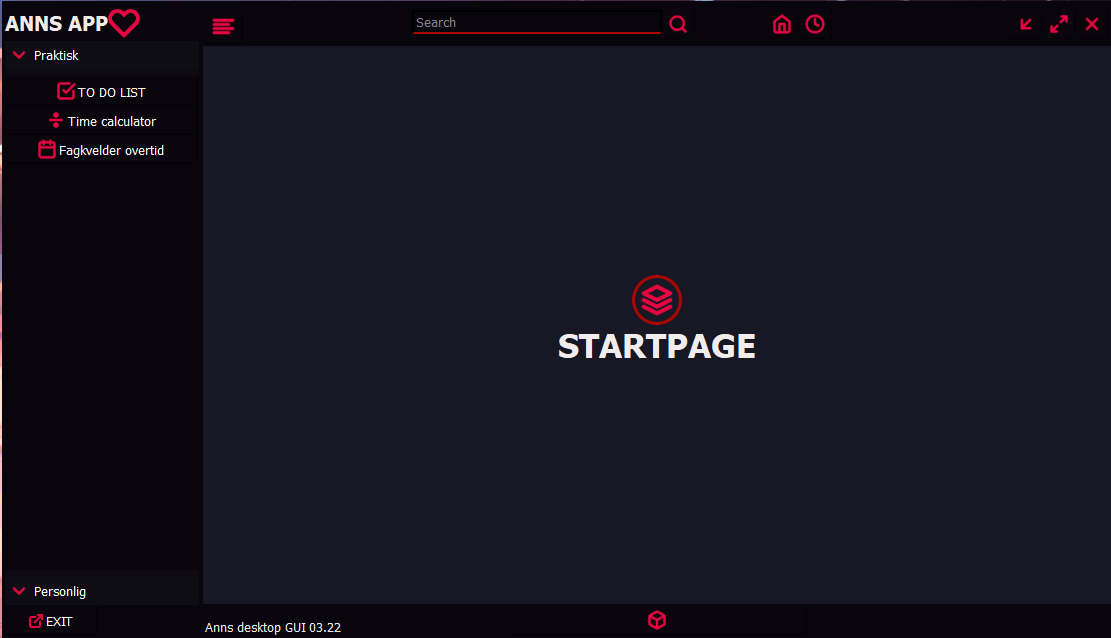 ANNS APP
Search
Praktisk
TO DO LIST
Time calculator
Fagkvelder overtid
STARTPAGE
Personlig
EXIT
Anns desktop GUI 03.22